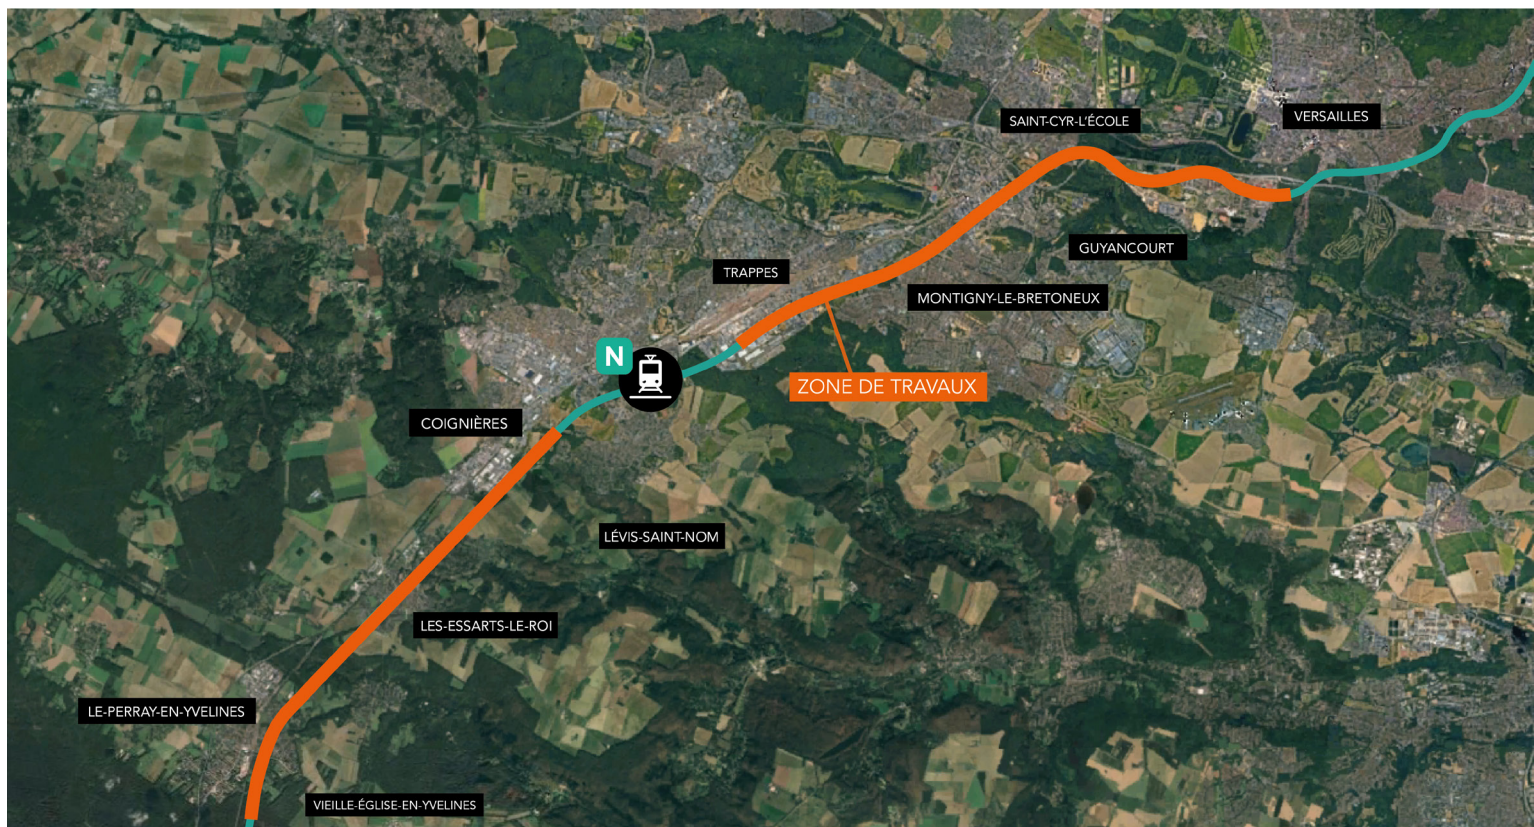 SAINT-CYR-L'ÉCOLE
VERSAILLES
GUYANCOURT
TRAPPES
MONTIGNY-LE-BRETONEUX
N
ZONE DE TRAVAUX
COIGNIÈRES
LÉVIS-SAINT-NOM
LES-ESSARTS-LE-ROI
LE-PERRAY-EN-YVELINES
VIEILLE-ÉGLISE-EN-YVELINES